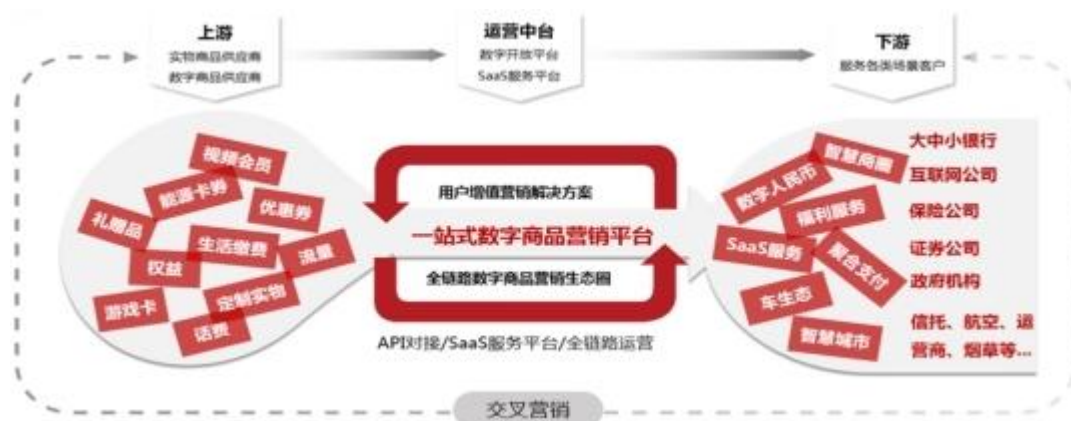 上游
实物商品供应商
数字商品供应商
运营中台
数字开放平台
SaaS服务平台
下游
服务各类场景客户
视频会员
能源卡券
优惠券
礼赠品
生活缴费
流量
权益
定制实物
游戏卡
话费
用户增值营销解决方案
一站式数字商品营销平台
全链路数字商品营销生态圈
API对接/SaaS服务平台/全链路运营
智慧商圈
数字人民币
福利服务
SaaS服务
聚合支付
车生态
智慧城市
大中小银行
互联网公司
保险公司
证券公司
政府机构
信托、航空、运
营商、烟草等...
交叉营销